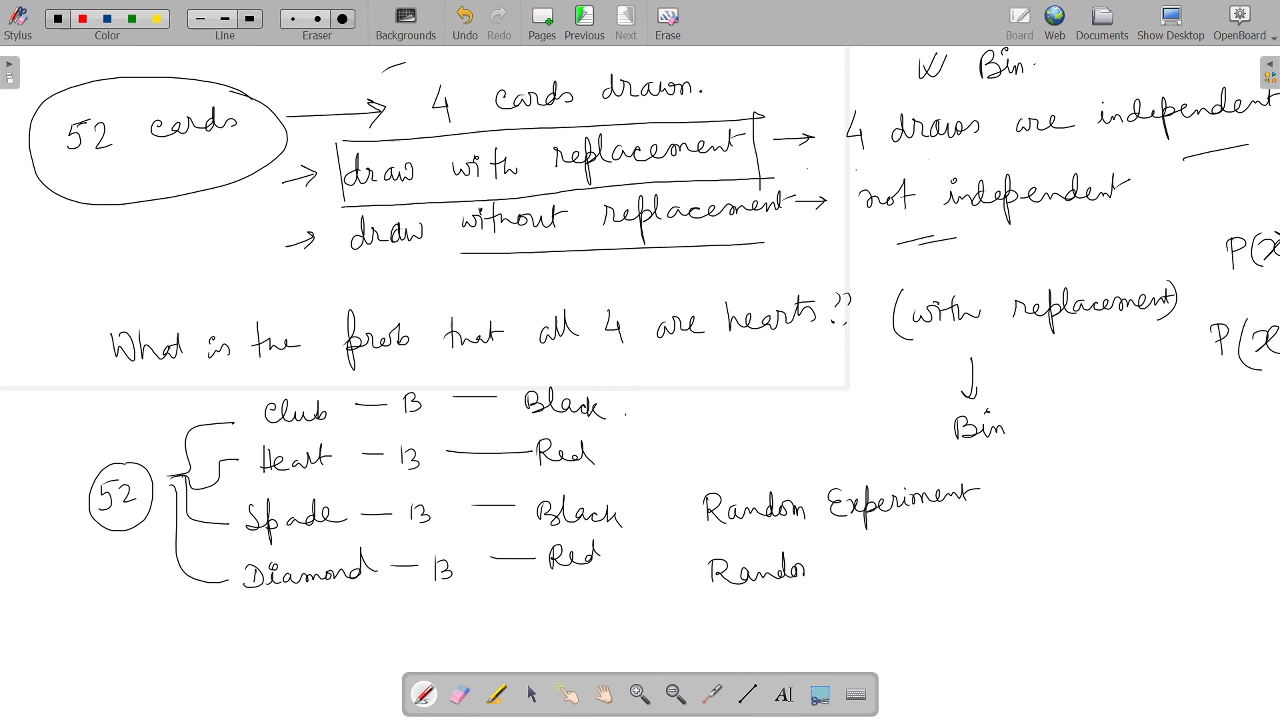 Stylus Color Line Eraser Backgrounds Undo Redo Pages Previous Next Erase Board Web Documents Show Desktop OpenBoard
Bin.
52 cards → 4 cards drawn.
→ draw with replacement → 4 draws are independent
→ draw without replacement → not independent
P(x
What is the prob that all 4 are hearts?? (with replacement)
P(x
↓
Bin
52
Club — 13 — Black.
Heart — 13 — Red
Spade — 13 — Black
Diamond — 13 — Red
Random Experiment
Rando